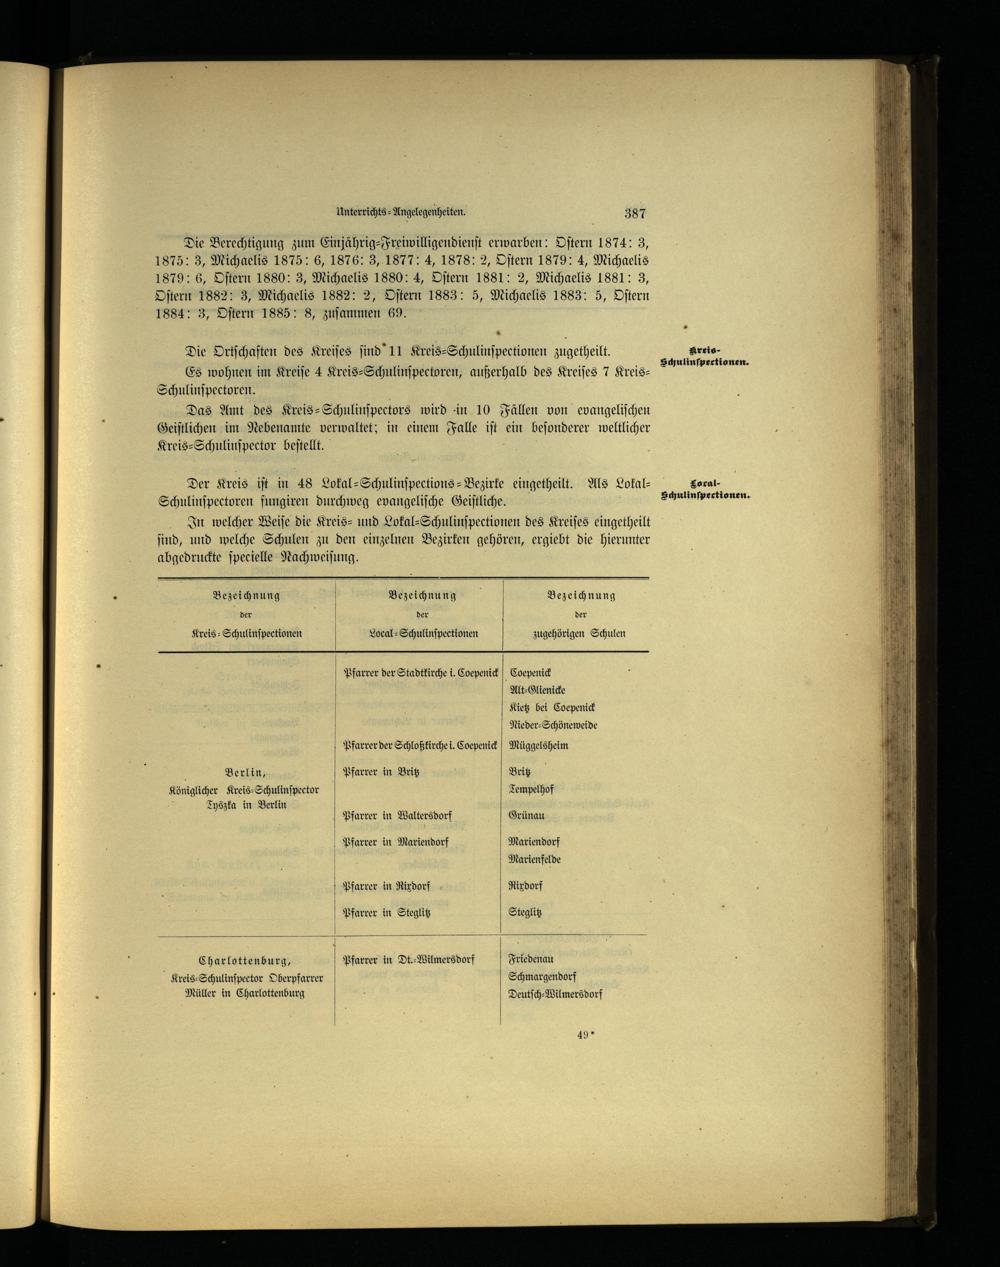 Unterrichts-Angelegenheiten. 387
Die Berechtigung zum Einjährig-Freiwilligendienst erwarben: Ostern 1874: 3,
1875: 3, Michaelis 1875: 6, 1876: 3, 1877: 4, 1878: 2, Ostern 1879: 4, Michaelis
1879: 6, Ostern 1880: 3, Michaelis 1880: 4, Ostern 1881: 2, Michaelis 1881: 3,
Ostern 1882: 3, Michaelis 1882: 2, Ostern 1883: 5, Michaelis 1883: 5, Ostern
1884: 3, Ostern 1885: 8, zusammen 69.
Kreis-
Schulinspectionen.
Die Ortschaften des Kreises sind 11 Kreis-Schulinspectionen zugetheilt.
Es wohnen im Kreise 4 Kreis-Schulinspectoren, außerhalb des Kreises 7 Kreis-
Schulinspectoren.
Das Amt des Kreis-Schulinspectors wird in 10 Fällen von evangelischen
Geistlichen im Nebenamte verwaltet; in einem Falle ist ein besonderer weltlicher
Kreis-Schulinspector bestellt.
Local-
Schulinspectionen.
Der Kreis ist in 48 Lokal-Schulinspections-Bezirke eingetheilt. Als Lokal-
Schulinspectoren fungiren durchweg evangelische Geistliche.
In welcher Weise die Kreis- und Lokal-Schulinspectionen des Kreises eingetheilt
sind, und welche Schulen zu den einzelnen Bezirken gehören, ergiebt die hierunter
abgedruckte specielle Nachweisung.
Bezeichnung Bezeichnung Bezeichnung
der der der
Kreis-Schulinspectionen Local-Schulinspectionen zugehörigen Schulen
Pfarrer der Stadtkirche i. Coepenick Coepenick
Alt-Glienicke
Kietz bei Coepenick
Nieder-Schöneweide
Pfarrer der Schloßkirche i. Coepenick Müggelsheim
Berlin, Pfarrer in Britz Britz
Königlicher Kreis-Schulinspector Tempelhof
Tyszka in Berlin
Pfarrer in Waltersdorf Grünau
Pfarrer in Mariendorf Mariendorf
Marienfelde
Pfarrer in Rixdorf Rixdorf
Pfarrer in Steglitz Steglitz
Charlottenburg, Pfarrer in Dt.-Wilmersdorf Friedenau
Kreis-Schulinspector Oberpfarrer Schmargendorf
Müller in Charlottenburg Deutsch-Wilmersdorf
49*